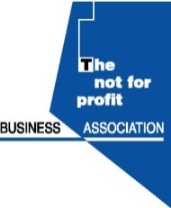 The
not for
profit
BUSINESS ASSOCIATION